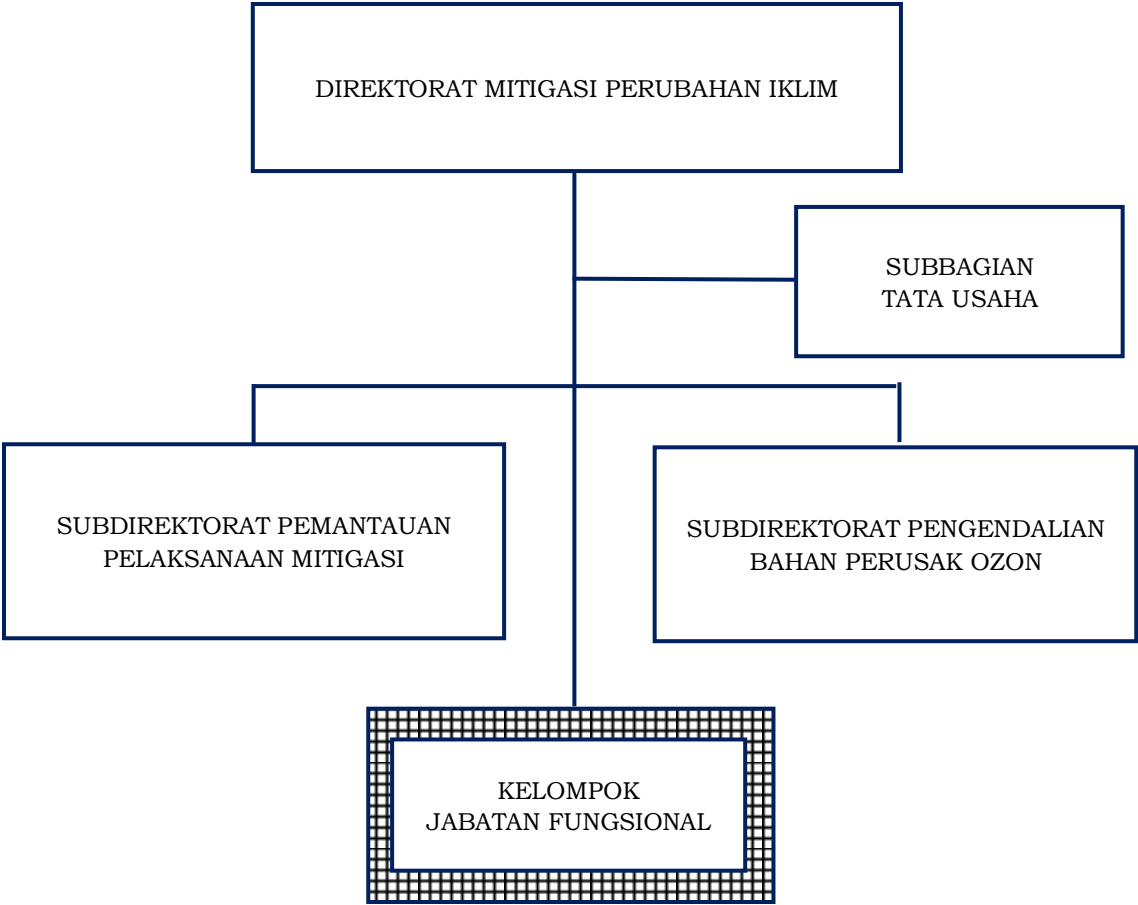 DIREKTORAT MITIGASI PERUBAHAN IKLIM
SUBBAGIAN
TATA USAHA
SUBDIREKTORAT PEMANTAUAN
PELAKSANAAN MITIGASI
SUBDIREKTORAT PENGENDALIAN
BAHAN PERUSAK OZON
KELOMPOK
JABATAN FUNGSIONAL